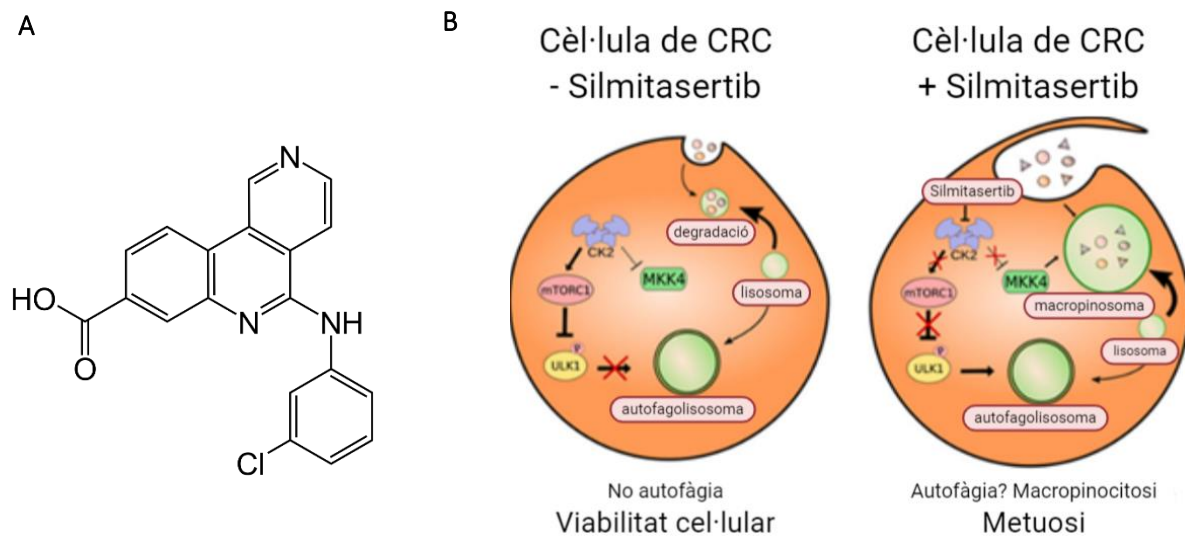 A
N
HO
O
N
NH
Cl
B
Cèl·lula de CRC
- Silmitasertib
degradació
CK2
MKK4
mTORC1
lisosoma
P
ULK1
autofagolisosoma
No autofàgia
Viabilitat cel·lular
Cèl·lula de CRC
+ Silmitasertib
Silmitasertib
CK2
MKK4
mTORC1
macropinosoma
lisosoma
P
ULK1
autofagolisosoma
Autofàgia? Macropinocitosi
Metuosi